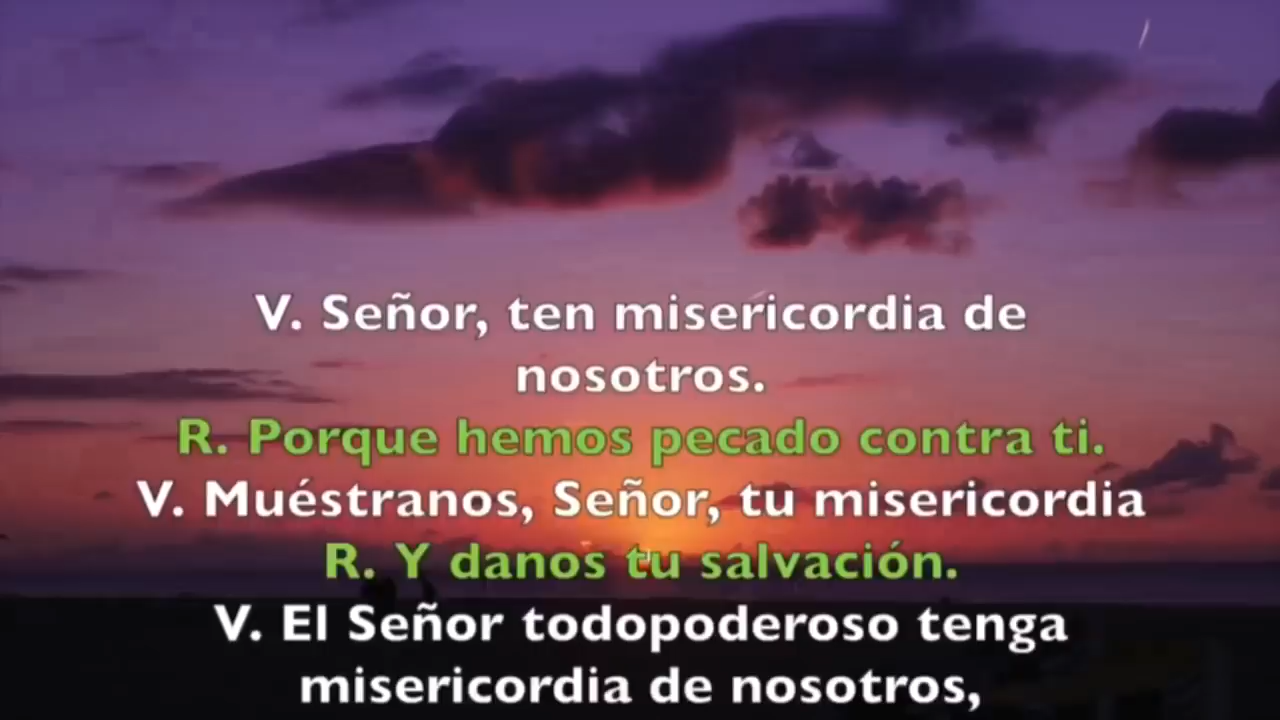 V. Señor, ten misericordia de
nosotros.
R. Porque hemos pecado contra ti.
V. Muéstranos, Señor, tu misericordia
R. Y danos tu salvación.
V. El Señor todopoderoso tenga
misericordia de nosotros,